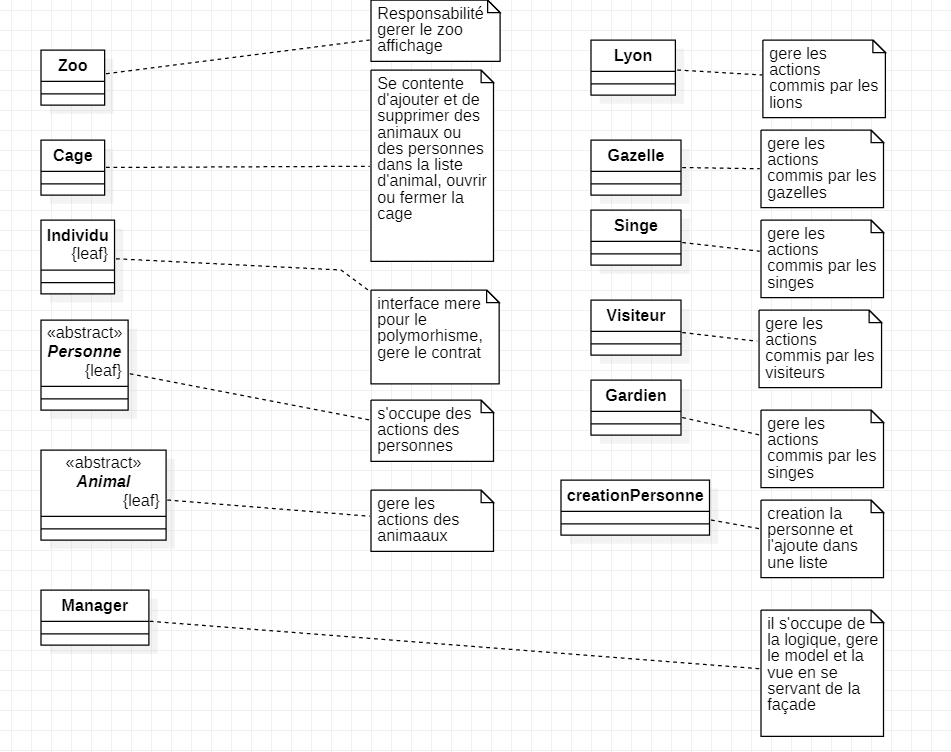 Zoo
Responsabilité
gerer le zoo
affichage
Cage
Se contente
d'ajouter et de
supprimer des
animaux ou
des personnes
dans la liste
d'animal, ouvrir
ou fermer la
cage
Individu
{leaf}
interface mere
pour le
polymorhisme,
gere le contrat
«abstract»
Personne
{leaf}
s'occupe des
actions des
personnes
«abstract»
Animal
{leaf}
gere les
actions des
animaaux
Manager
il s'occupe de
la logique, gere
le model et la
vue en se
servant de la
façade
Lyon
gere les
actions
commis par les
lions
Gazelle
gere les
actions
commis par les
gazelles
Singe
gere les
actions
commis par les
singes
Visiteur
gere les
actions
commis par les
visiteurs
Gardien
gere les
actions
commis par les
singes
creationPersonne
creation la
personne et
l'ajoute dans
une liste